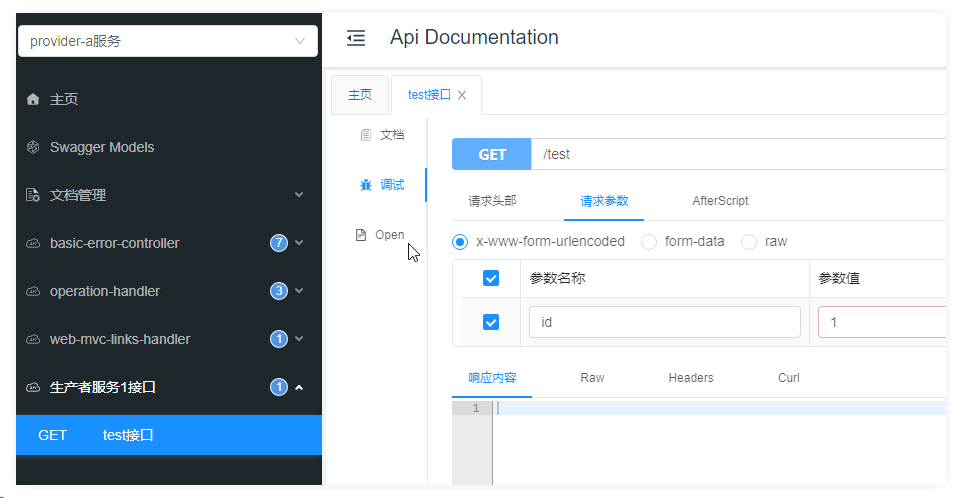 provider-a服务
Api Documentation
主页
Swagger Models
文档管理
basic-error-controller 7
operation-handler 3
web-mvc-links-handler 1
生产者服务1接口 1
GET test接口
主页 test接口
文档
调试
Open
GET /test
请求头部 请求参数 AfterScript
x-www-form-urlencoded form-data raw
参数名称 参数值
id 1
响应内容 Raw Headers Curl
1